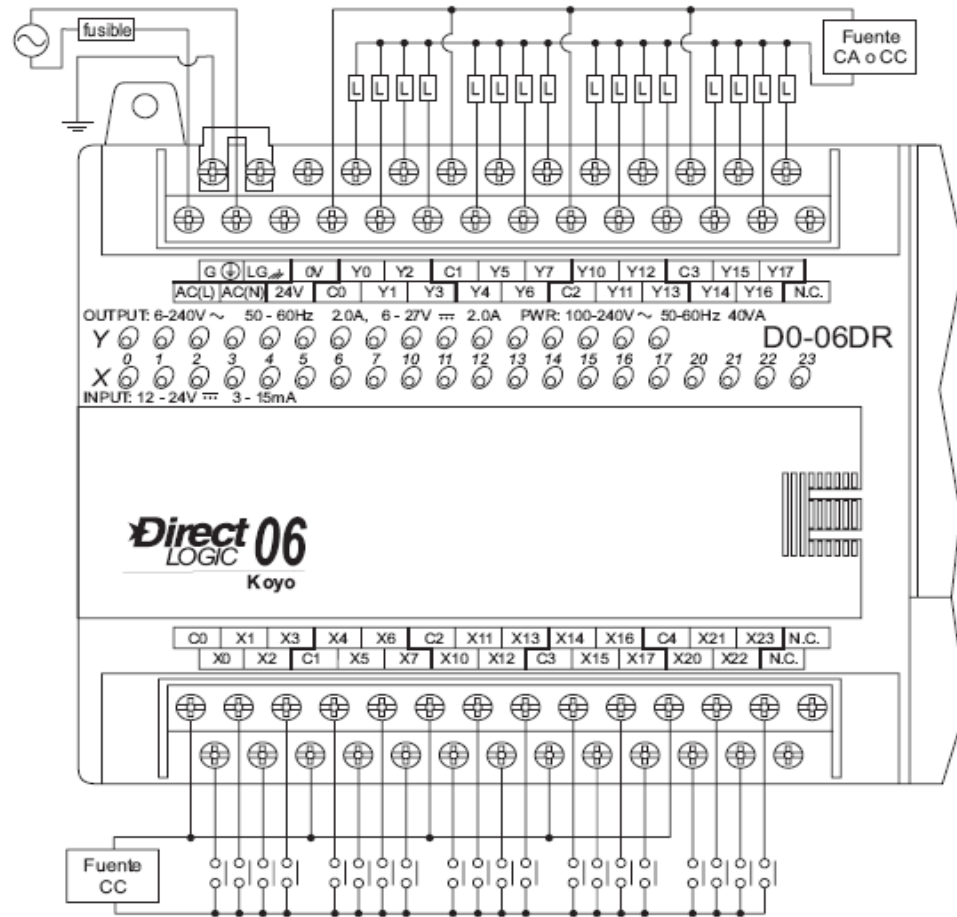 fusible
Fuente
CA o CC
L L L L L L L L L L L L L L L L
G LG 0V Y0 Y2 C1 Y5 Y7 Y10 Y12 C3 Y15 Y17
AC(L) AC(N) 24V C0 Y1 Y3 Y4 Y6 C2 Y11 Y13 Y14 Y16 N.C.
OUTPUT: 6-240V ~ 50 - 60Hz 2.0A, 6 - 27V ⎓ 2.0A PWR: 100-240V ~ 50-60Hz 40VA
Y
D0-06DR
0 1 2 3 4 5 6 7 10 11 12 13 14 15 16 17 20 21 22 23
X
INPUT: 12 - 24V ⎓ 3 - 15mA
Direct
LOGIC
06
Koyo
C0 X1 X3 X4 X6 C2 X11 X13 X14 X16 C4 X21 X23 N.C.
X0 X2 C1 X5 X7 X10 X12 C3 X15 X17 X20 X22 N.C.
Fuente
CC